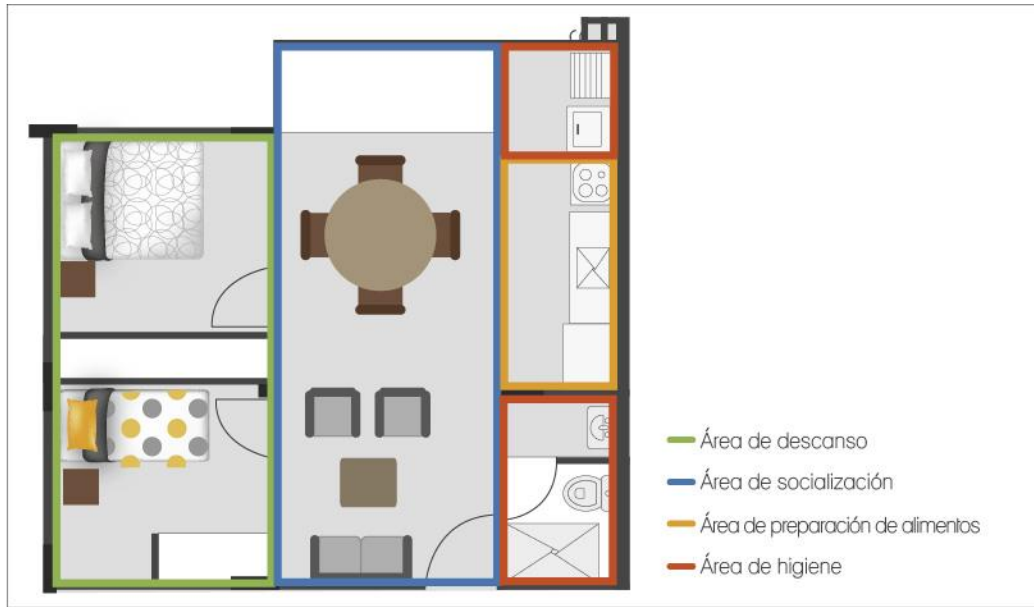 Área de descanso
Área de socialización
Área de preparación de alimentos
Área de higiene